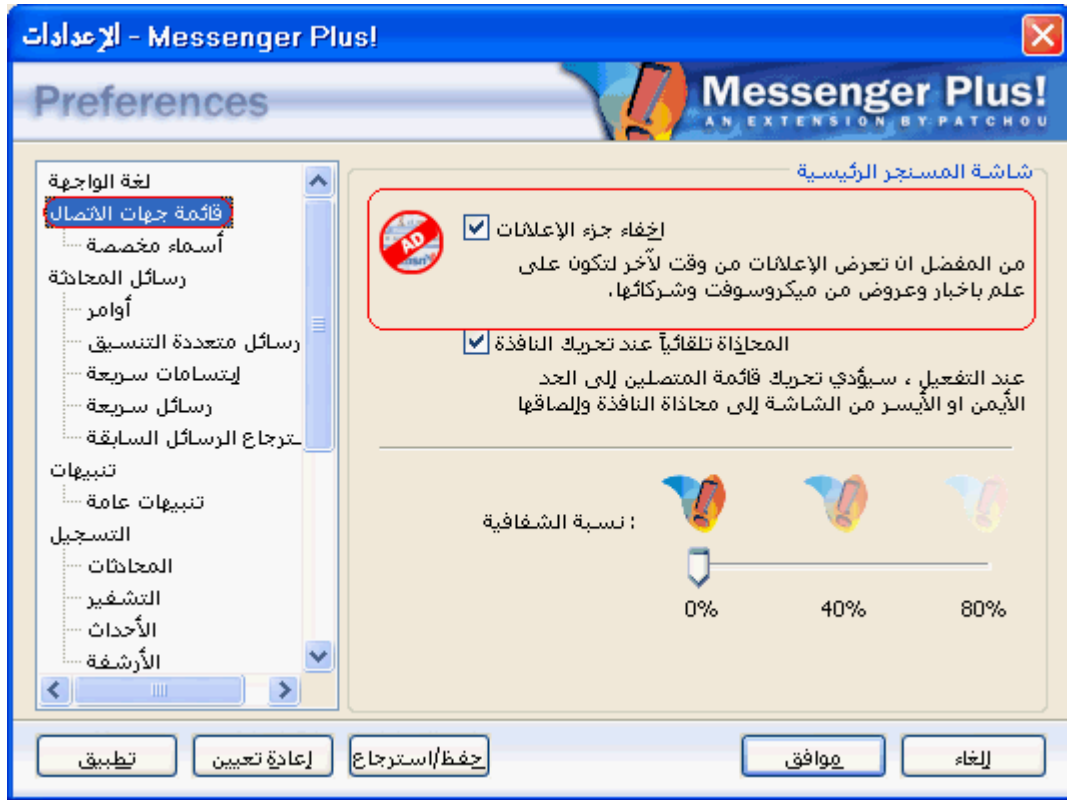 Messenger Plus! - الإعدادات
Preferences
Messenger Plus!
AN EXTENSION BY PATCHOU
لغة الواجهة
قائمة جهات الاتصال
أسماء مخصصة
رسائل المحادثة
أوامر
رسائل متعددة التنسيق
إبتسامات سريعة
رسائل سريعة
ـترجاع الرسائل السابقة
تنبيهات
تنبيهات عامة
التسجيل
المحادثات
التشفير
الأحداث
الأرشفة
شاشة المسنجر الرئيسية
إخفاء جزء الإعلانات
AD
من المفضل ان تعرض الإعلانات من وقت لآخر لتكون على
علم باخبار وعروض من ميكروسوفت وشركائها.
المحاذاة تلقائياً عند تحريك النافذة
عند التفعيل ، سيؤدي تحريك قائمة المتصلين إلى الحد
الأيمن او الأيسر من الشاشة إلى محاذاة النافذة وإلصاقها
نسبة الشفافية :
0% 40% 80%
تطبيق
إعادة تعيين
حفظ/استرجاع
موافق
إلغاء